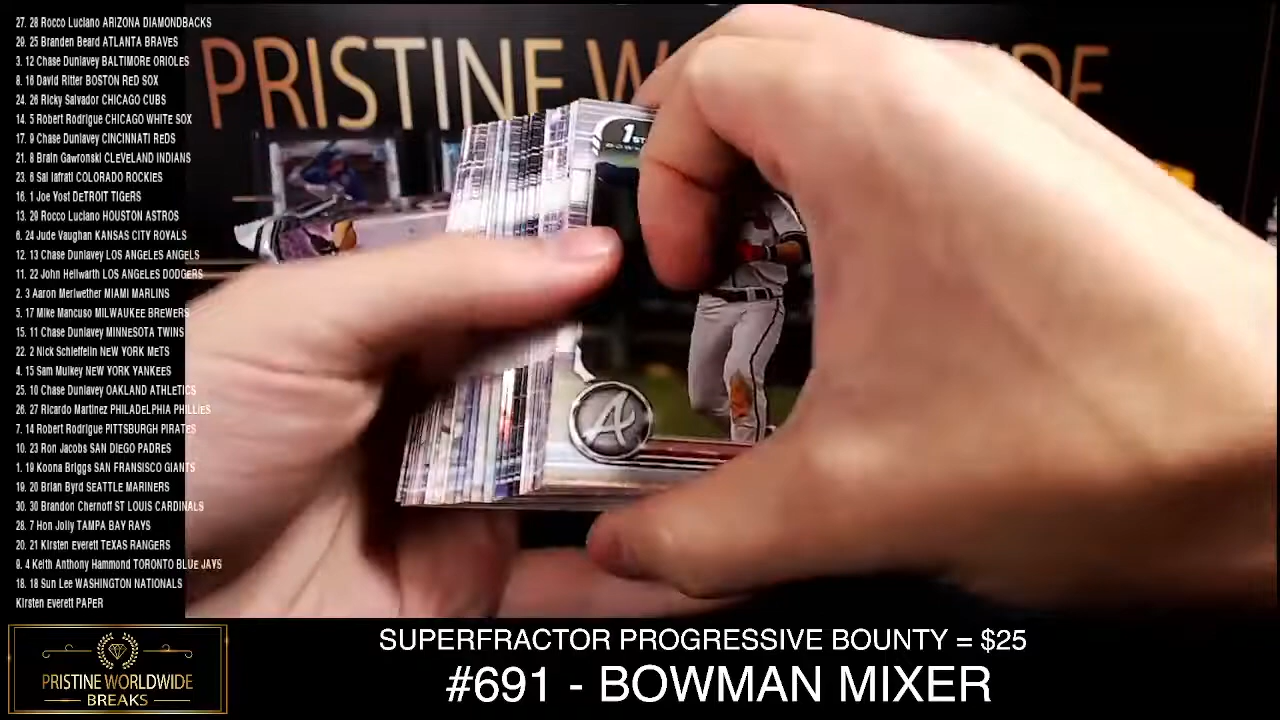 27. 28 Rocco Luciano ARIZONA DIAMONDBACKS
29. 25 Branden Beard ATLANTA BRAVES
3. 12 Chase Dunlavey BALTIMORE ORIOLES
8. 16 David Ritter BOSTON RED SOX
24. 26 Ricky Salvador CHICAGO CUBS
14. 5 Robert Rodrigue CHICAGO WHITE SOX
17. 9 Chase Dunlavey CINCINNATI REDS
21. 8 Brain Gawronski CLEVELAND INDIANS
23. 6 Sal Iafrati COLORADO ROCKIES
16. 1 Joe Yost DETROIT TIGERS
13. 29 Rocco Luciano HOUSTON ASTROS
6. 24 Jude Vaughan KANSAS CITY ROYALS
12. 13 Chase Dunlavey LOS ANGELES ANGELS
11. 22 John Hellwarth LOS ANGELES DODGERS
2. 3 Aaron Meriwether MIAMI MARLINS
5. 17 Mike Mancuso MILWAUKEE BREWERS
15. 11 Chase Dunlavey MINNESOTA TWINS
22. 2 Nick Schieffelin NEW YORK METS
4. 15 Sam Mulkey NEW YORK YANKEES
25. 10 Chase Dunlavey OAKLAND ATHLETICS
26. 27 Ricardo Martinez PHILADELPHIA PHILLIES
7. 14 Robert Rodrigue PITTSBURGH PIRATES
10. 23 Ron Jacobs SAN DIEGO PADRES
1. 19 Koona Briggs SAN FRANSISCO GIANTS
19. 20 Brian Byrd SEATTLE MARINERS
30. 30 Brandon Chernoff ST LOUIS CARDINALS
28. 7 Hon Jolly TAMPA BAY RAYS
20. 21 Kirsten Everett TEXAS RANGERS
9. 4 Keith Anthony Hammond TORONTO BLUE JAYS
18. 18 Sun Lee WASHINGTON NATIONALS
Kirsten Everett PAPER
PRISTINE
1ST
A
SUPERFRACTOR PROGRESSIVE BOUNTY = $25
#691 - BOWMAN MIXER
PRISTINE WORLDWIDE
BREAKS